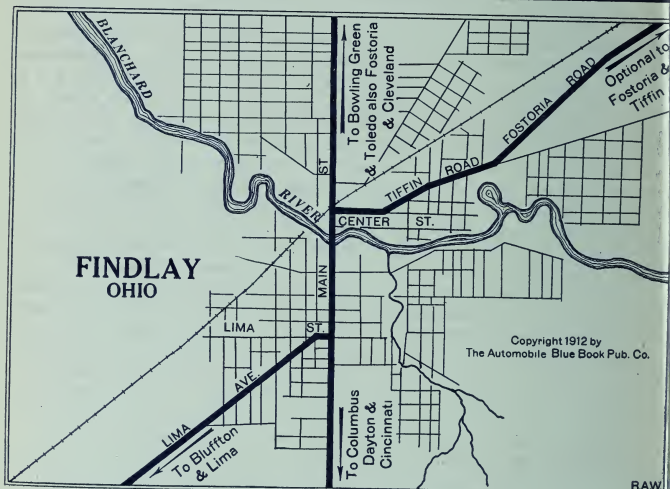 BLANCHARD
RIVER
To Bowling Green
& Toledo also Fostoria
& Cleveland
Optional to
Fostoria &
Tiffin
FOSTORIA ROAD
TIFFIN ROAD
CENTER ST.
MAIN ST
FINDLAY
OHIO
LIMA ST.
LIMA AVE.
To Bluffton
& Lima
To Columbus
Dayton &
Cincinnati
Copyright 1912 by
The Automobile Blue Book Pub. Co.
RAW